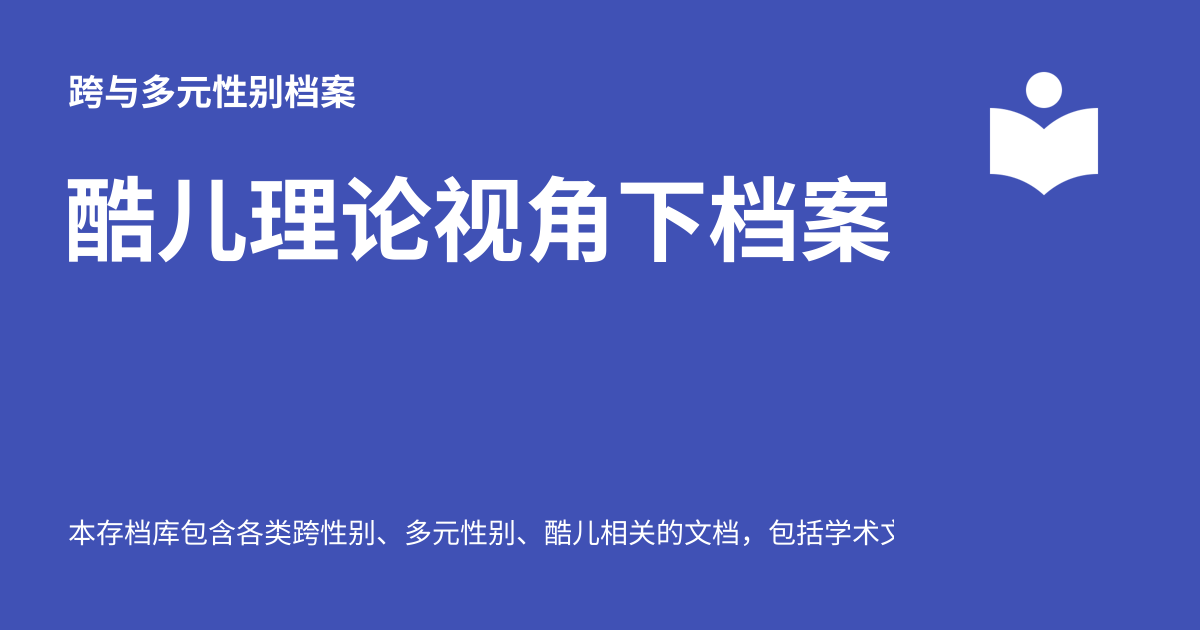 跨与多元性别档案
酷儿理论视角下档案
本存档库包含各类跨性别、多元性别、酷儿相关的文档，包括学术